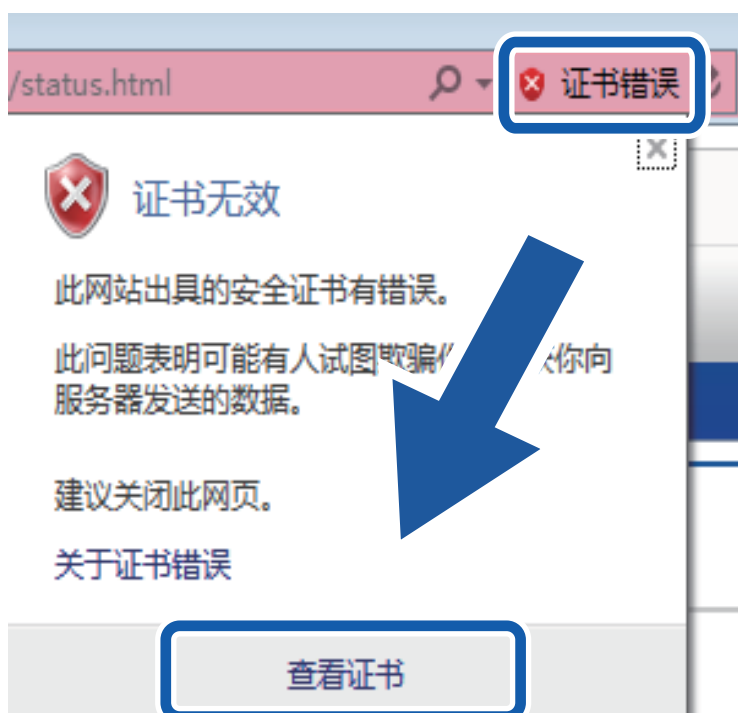 /status.html
证书错误
证书无效
此网站出具的安全证书有错误。
此问题表明可能有人试图欺骗 你向
服务器发送的数据。
建议关闭此网页。
关于证书错误
查看证书